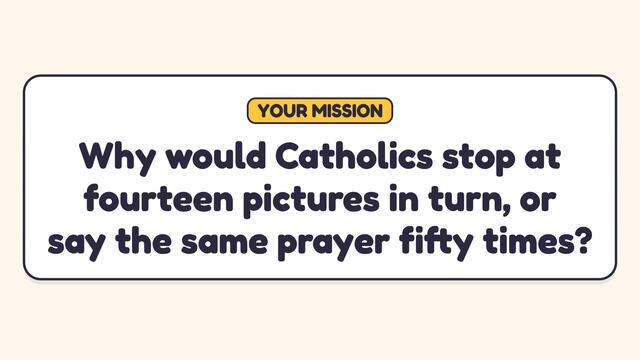 YOUR MISSION
Why would Catholics stop at
fourteen pictures in turn, or
say the same prayer fifty times?